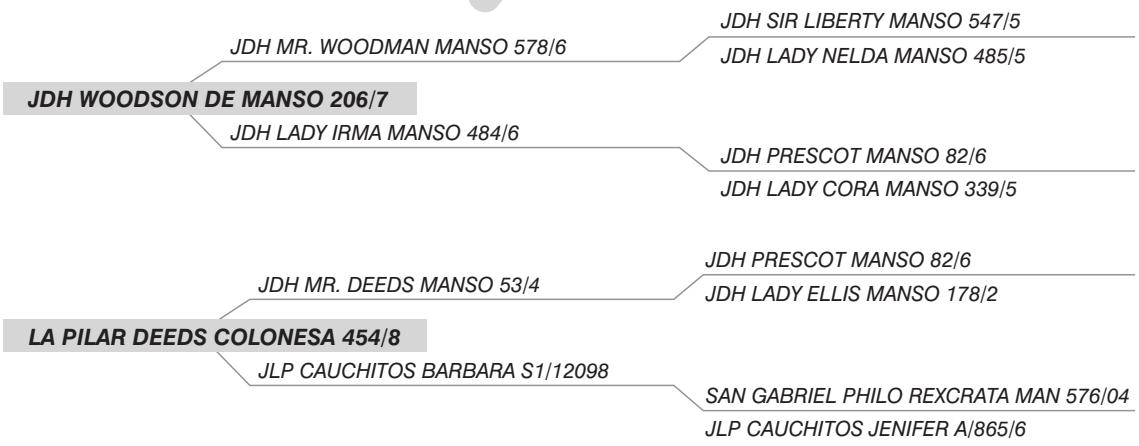 JDH SIR LIBERTY MANSO 547/5
JDH MR. WOODMAN MANSO 578/6
JDH LADY NELDA MANSO 485/5
JDH WOODSON DE MANSO 206/7
JDH LADY IRMA MANSO 484/6
JDH PRESCOT MANSO 82/6
JDH LADY CORA MANSO 339/5
JDH PRESCOT MANSO 82/6
JDH MR. DEEDS MANSO 53/4
JDH LADY ELLIS MANSO 178/2
LA PILAR DEEDS COLONESA 454/8
JLP CAUCHITOS BARBARA S1/12098
SAN GABRIEL PHILO REXCRATA MAN 576/04
JLP CAUCHITOS JENIFER A/865/6